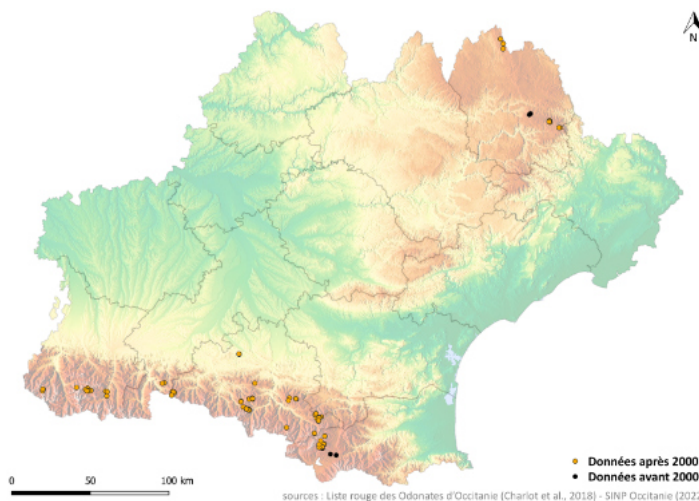 N
Données après 2000
Données avant 2000
0 50 100 km
sources : Liste rouge des Odonates d'Occitanie (Charlot et al., 2018) - SINP Occitanie (202